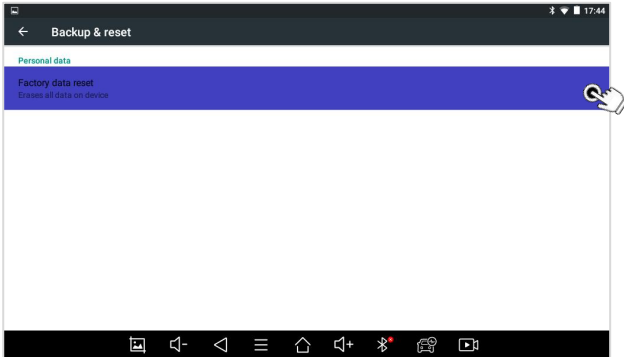 17:44
Backup & reset
Personal data
Factory data reset
Erases all data on device